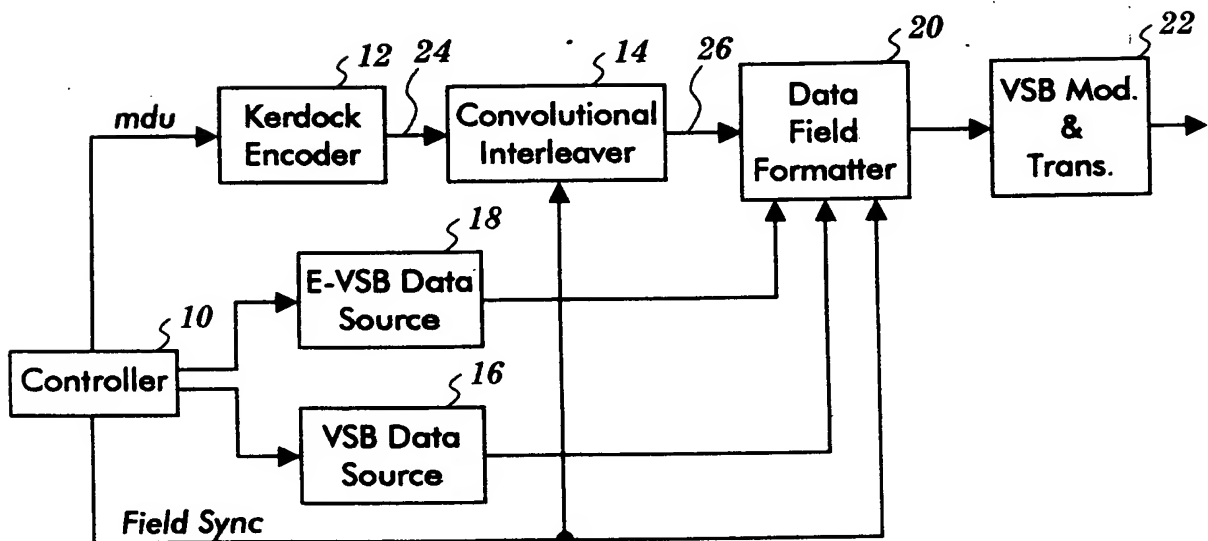 12
24
14
26
20
22
mdu
Kerdock
Encoder
Convolutional
Interleaver
Data
Field
Formatter
VSB Mod.
&
Trans.
18
E-VSB Data
Source
10
Controller
16
VSB Data
Source
Field Sync